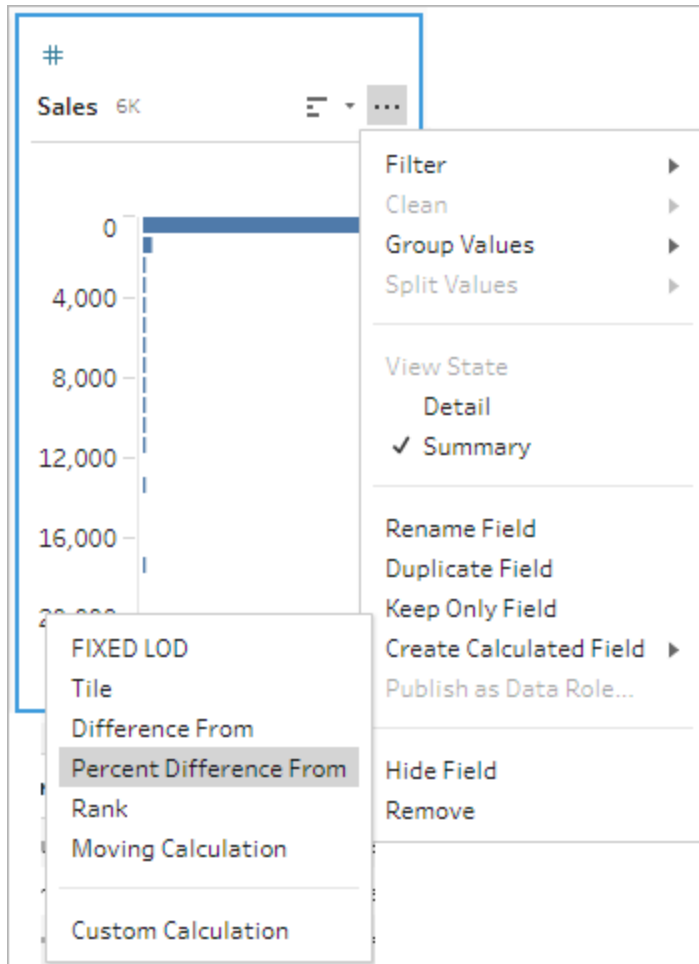 #
Sales 6K
0
4,000
8,000
12,000
16,000
Filter
Clean
Group Values
Split Values
View State
Detail
✓ Summary
Rename Field
Duplicate Field
Keep Only Field
Create Calculated Field
Publish as Data Role...
Hide Field
Remove
FIXED LOD
Tile
Difference From
Percent Difference From
Rank
Moving Calculation
Custom Calculation